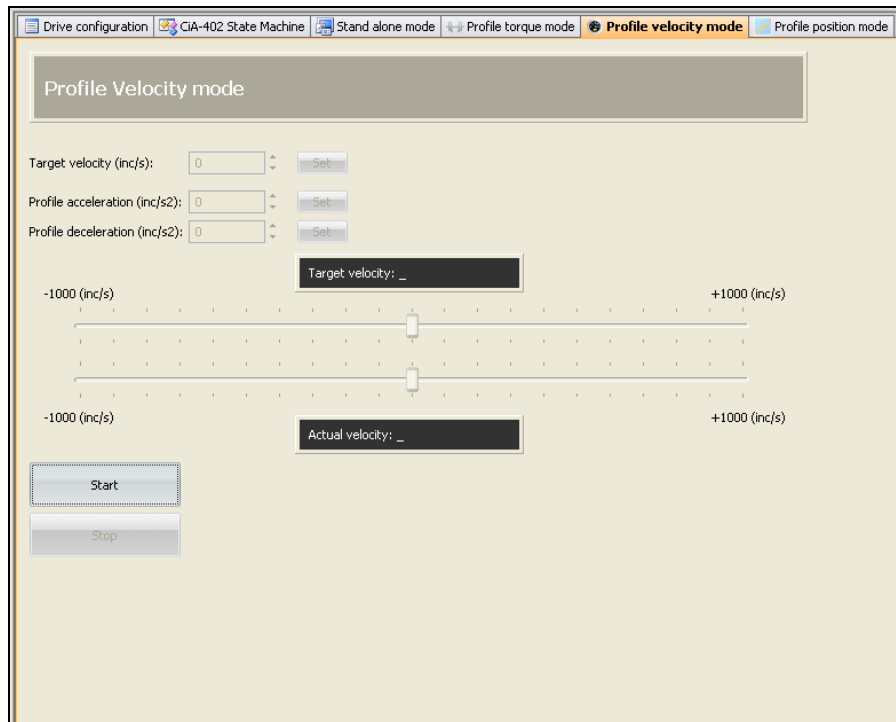 Drive configuration CiA-402 State Machine Stand alone mode Profile torque mode Profile velocity mode Profile position mode
Profile Velocity mode
Target velocity (inc/s): 0 Set
Profile acceleration (inc/s2): 0 Set
Profile deceleration (inc/s2): 0 Set
Target velocity: _
-1000 (inc/s) +1000 (inc/s)
-1000 (inc/s) +1000 (inc/s)
Actual velocity: _
Start
Stop